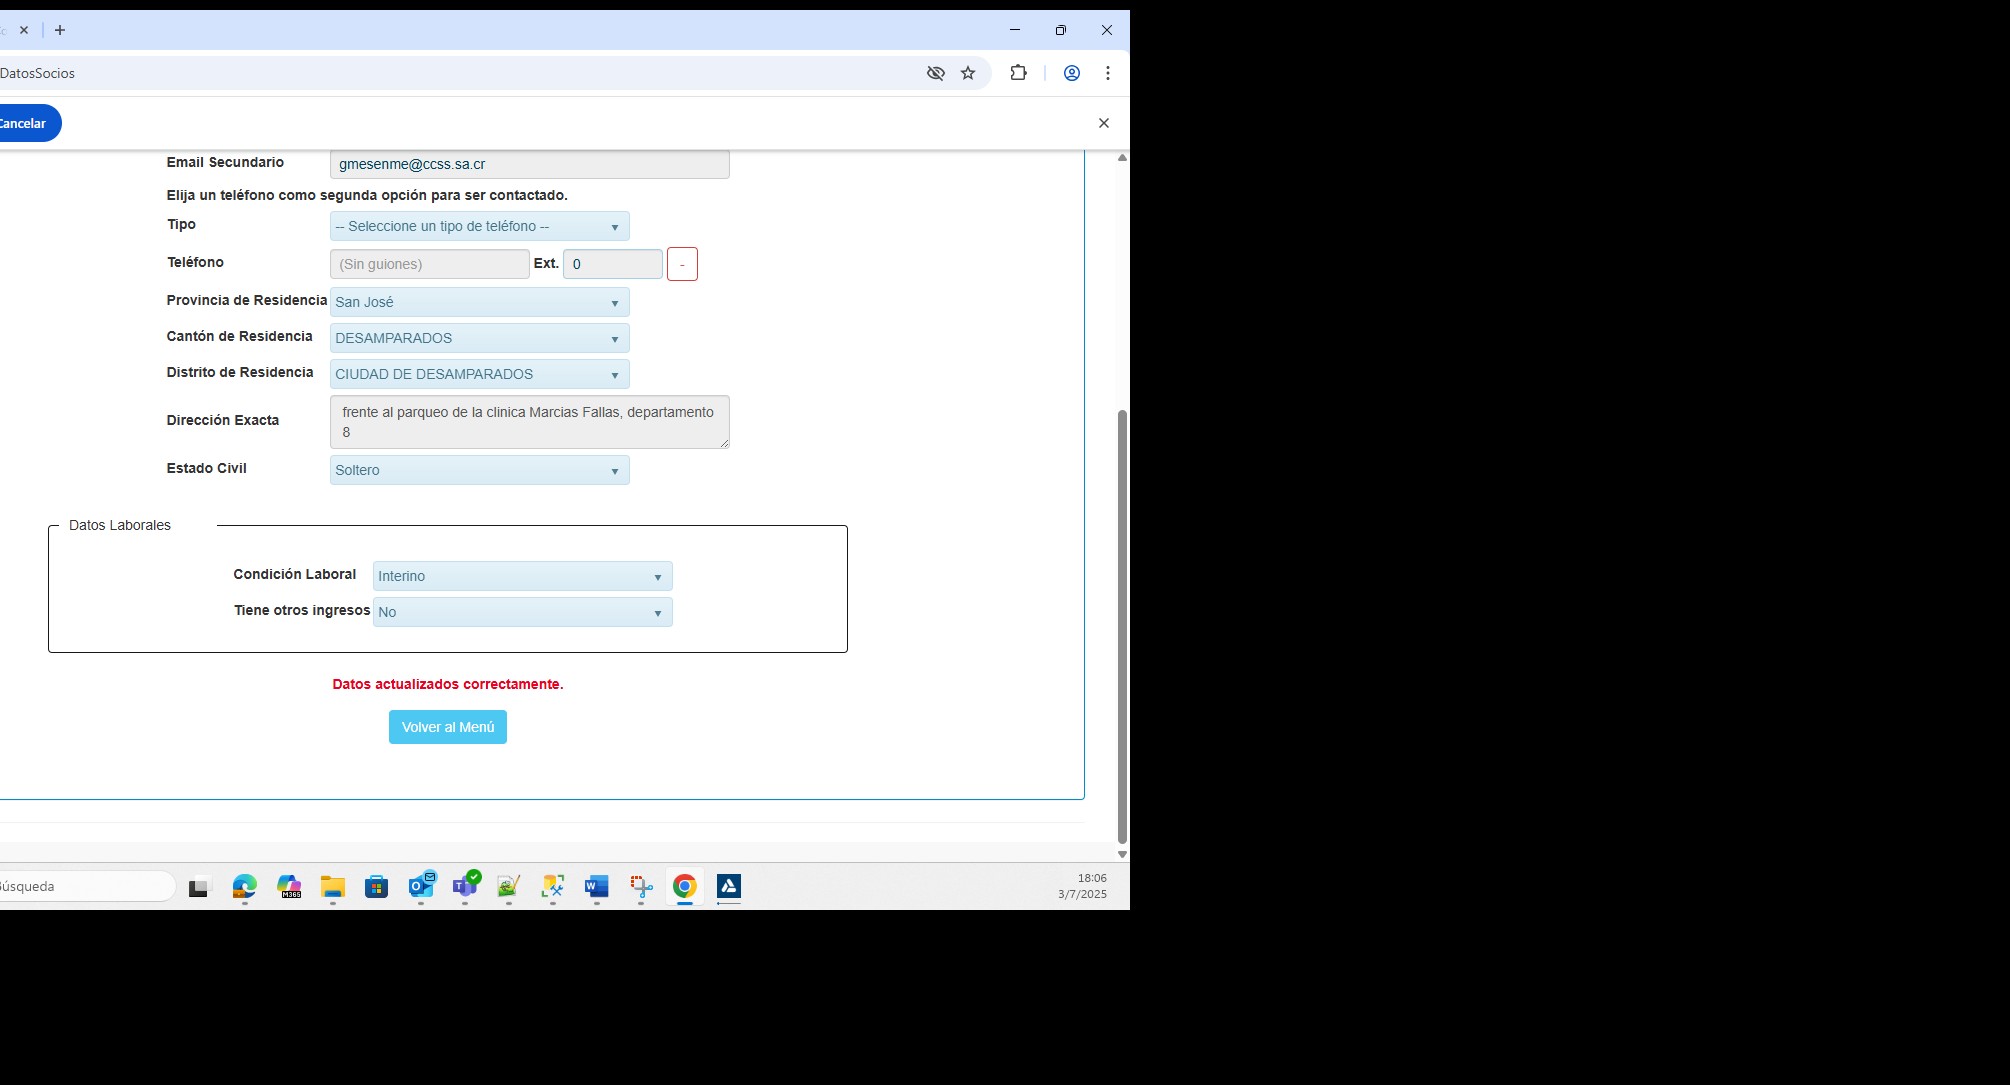 DatosSocios
Cancelar
Email Secundario gmesenme@ccss.sa.cr
Elija un teléfono como segunda opción para ser contactado.
Tipo -- Seleccione un tipo de teléfono --
Teléfono (Sin guiones) Ext. 0 -
Provincia de Residencia San José
Cantón de Residencia DESAMPARADOS
Distrito de Residencia CIUDAD DE DESAMPARADOS
Dirección Exacta frente al parqueo de la clinica Marcias Fallas, departamento
8
Estado Civil Soltero
Datos Laborales
Condición Laboral Interino
Tiene otros ingresos No
Datos actualizados correctamente.
Volver al Menú
Búsqueda
M365
18:06
3/7/2025